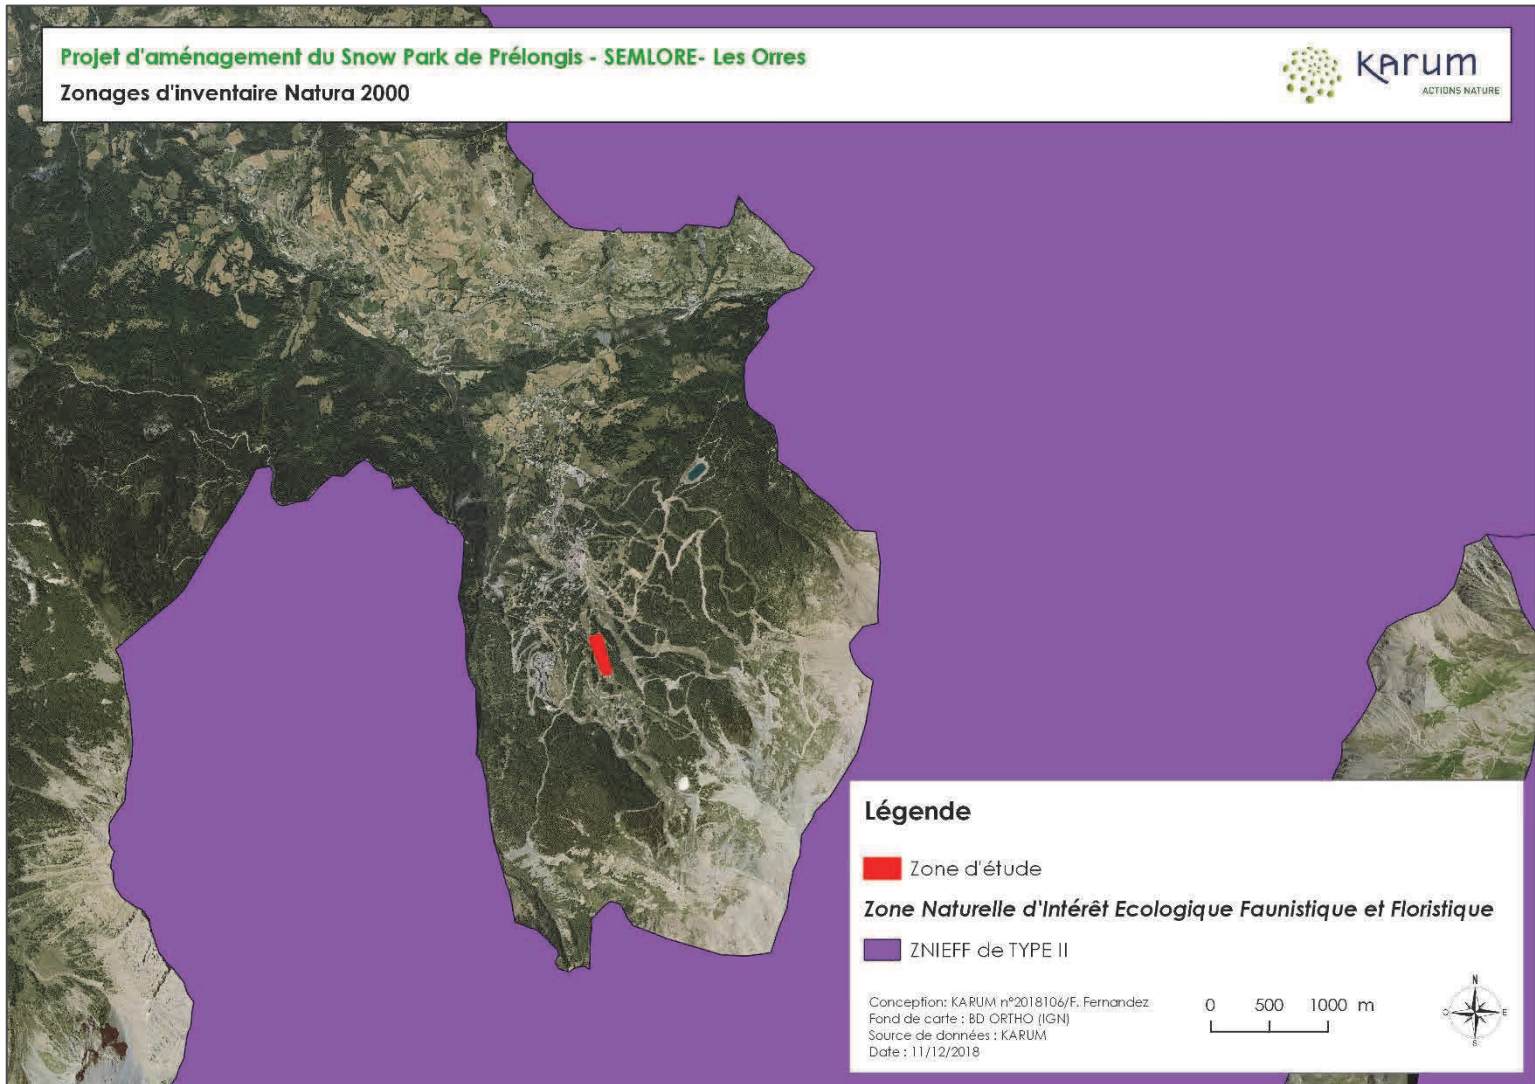 Projet d'aménagement du Snow Park de Prélongis - SEMLORE- Les Orres
Zonages d'inventaire Natura 2000
KARUM
ACTIONS NATURE
Légende
Zone d'étude
Zone Naturelle d'Intérêt Ecologique Faunistique et Floristique
ZNIEFF de TYPE II
Conception: KARUM n°2018106/F. Fernandez
Fond de carte : BD ORTHO (IGN)
Source de données : KARUM
Date : 11/12/2018
0 500 1000 m
N
O E
S